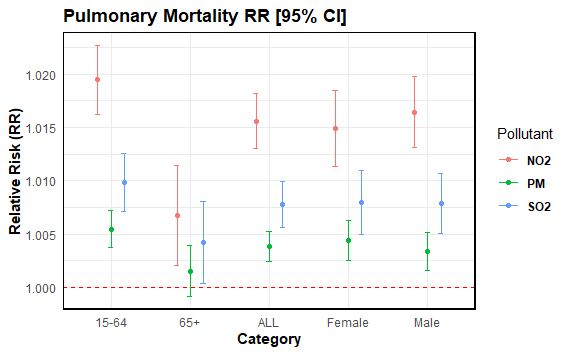 Pulmonary Mortality RR [95% CI]
Relative Risk (RR)
1.020
1.015
1.010
1.005
1.000
15-64 65+ ALL Female Male
Category
Pollutant
NO2
PM
SO2